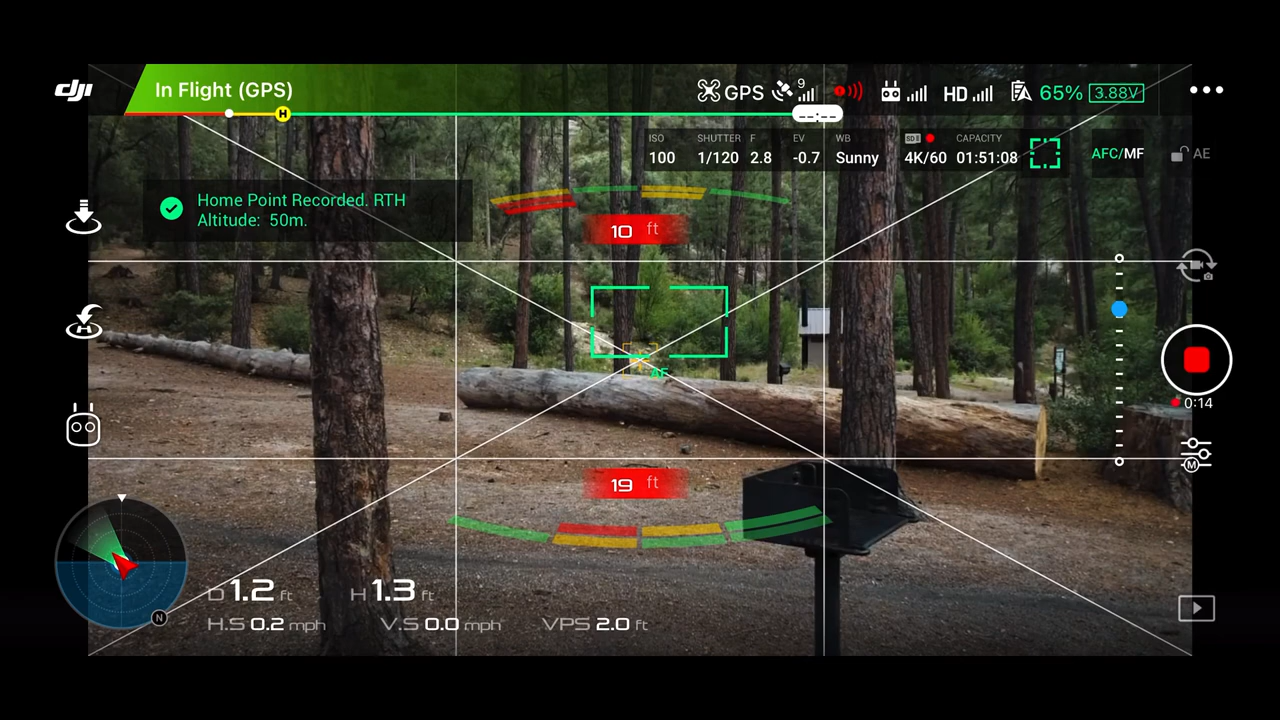 dji
In Flight (GPS)
GPS
9
HD
65%
3.88V
H
--:--
ISO
100
SHUTTER
1/120
F
2.8
EV
-0.7
WB
Sunny
SD
4K/60
CAPACITY
01:51:08
AFC/MF
AE
Home Point Recorded. RTH
Altitude: 50m.
10 ft
AF
0:14
M
19 ft
N
D 1.2 ft
H 1.3 ft
H.S 0.2 mph
V.S 0.0 mph
VPS 2.0 ft